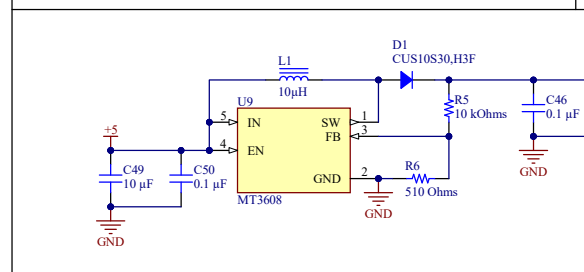 D1
CUS10S30,H3F
L1
10µH
U9
5
IN
SW
1
R5
10 kOhms
C46
0.1 µF
FB
3
+5
4
EN
GND
2
R6
510 Ohms
GND
C49
10 µF
C50
0.1 µF
MT3608
GND
GND